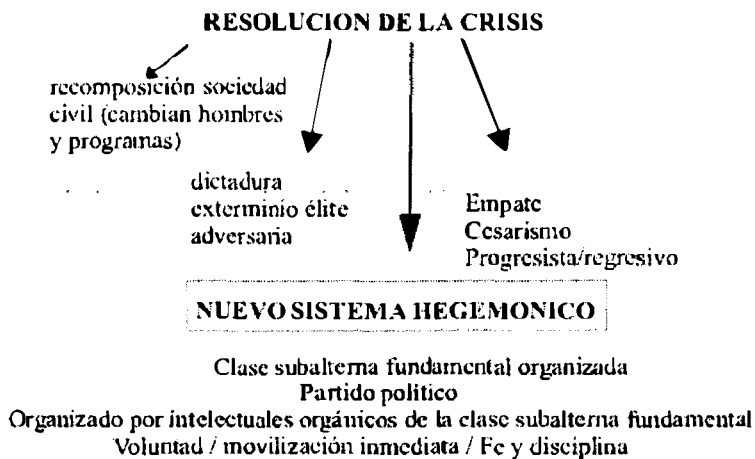 RESOLUCION DE LA CRISIS
recomposición sociedad
civil (cambian hombres
y programas)
dictadura
exterminio élite
adversaria
Empate
Cesarismo
Progresista/regresivo
NUEVO SISTEMA HEGEMONICO
Clase subalterna fundamental organizada
Partido político
Organizado por intelectuales orgánicos de la clase subalterna fundamental
Voluntad / movilización inmediata / Fe y disciplina